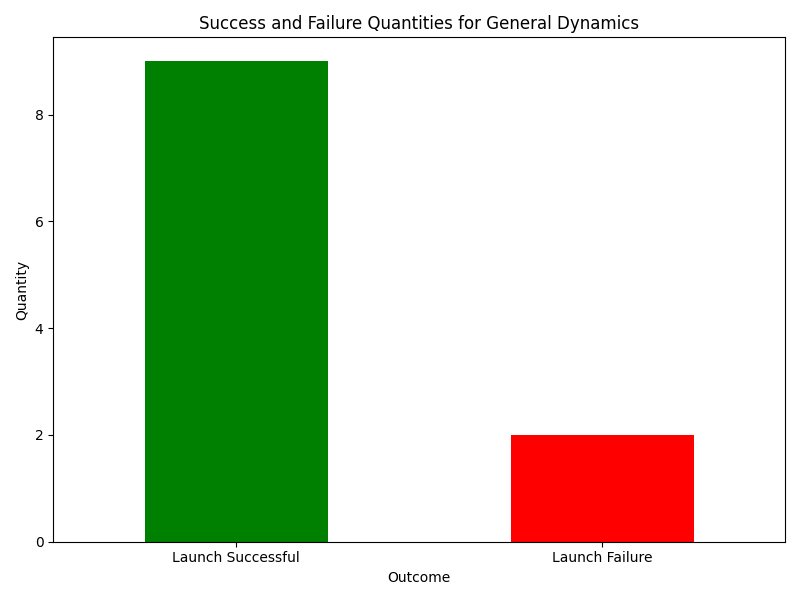 Success and Failure Quantities for General Dynamics
Quantity
8
6
4
2
0
Launch Successful
Launch Failure
Outcome